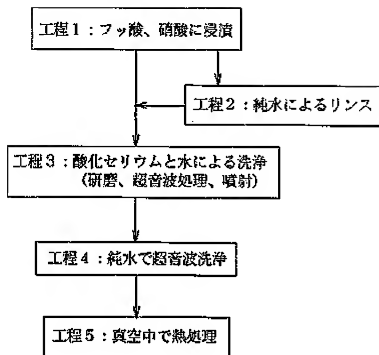 工程1:フッ酸、硝酸に浸漬
工程2:純水によるリンス
工程3:酸化セリウムと水による洗浄
(研磨、超音波処理、噴射)
工程4:純水で超音波洗浄
工程5:真空中で熱処理